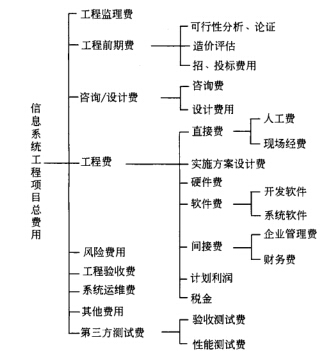 信息系统工程项目总费用
工程监理费
工程前期费
可行性分析、论证
造价评估
招、投标费用
咨询/设计费
咨询费
设计费用
工程费
直接费
人工费
现场经费
实施方案设计费
硬件费
软件费
开发软件
系统软件
间接费
企业管理费
财务费
计划利润
税金
风险费用
工程验收费
系统运维费
其他费用
第三方测试费
验收测试费
性能测试费